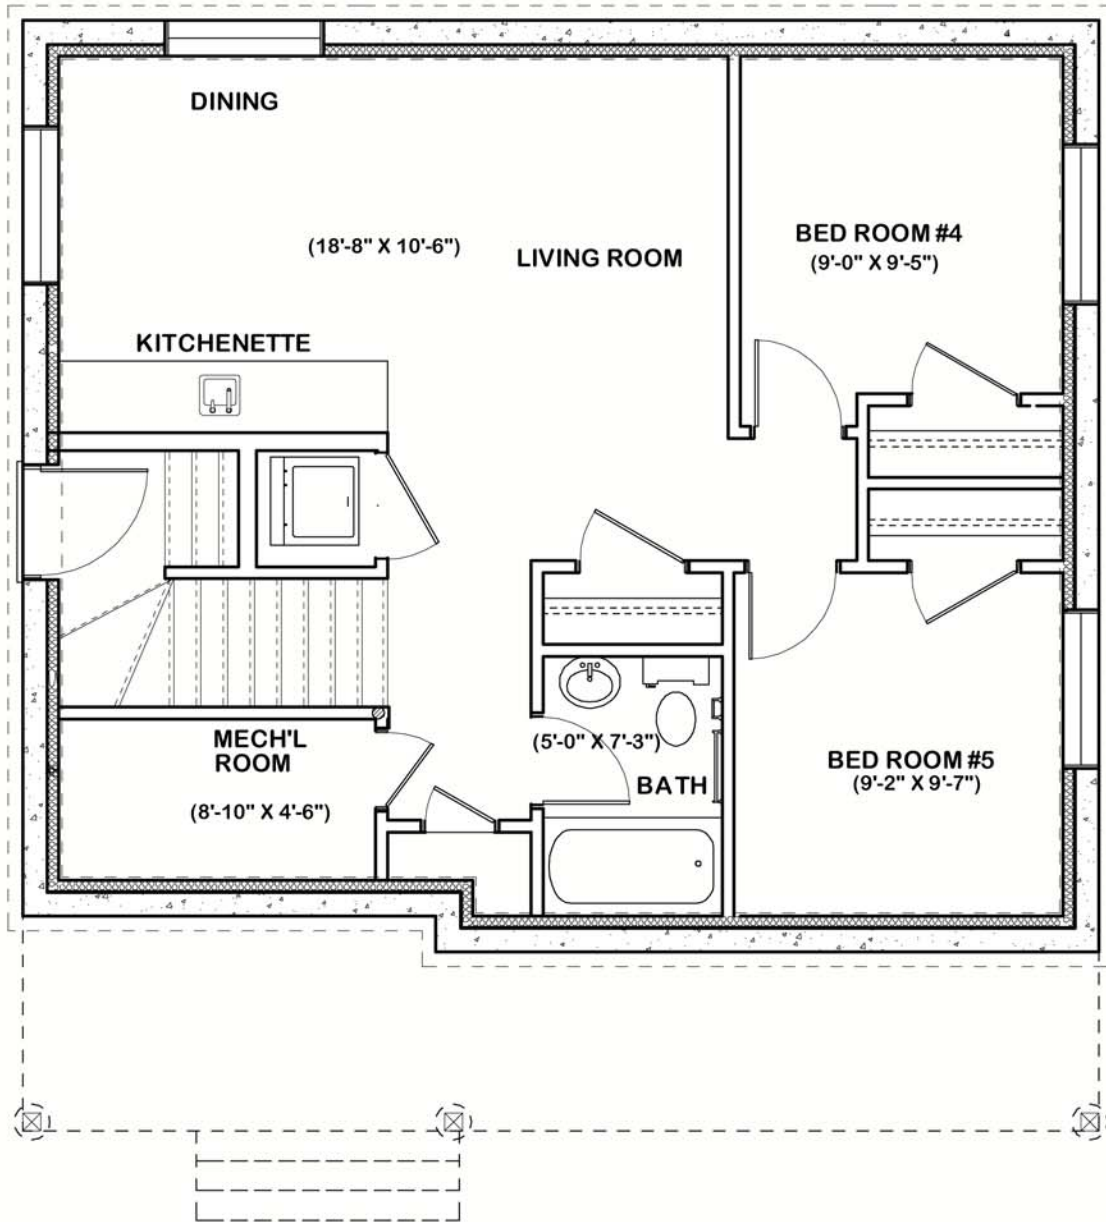 DINING
(18'-8" X 10'-6")
LIVING ROOM
BED ROOM #4
(9'-0" X 9'-5")
KITCHENETTE
MECH'L
ROOM
(8'-10" X 4'-6")
(5'-0" X 7'-3")
BATH
BED ROOM #5
(9'-2" X 9'-7")